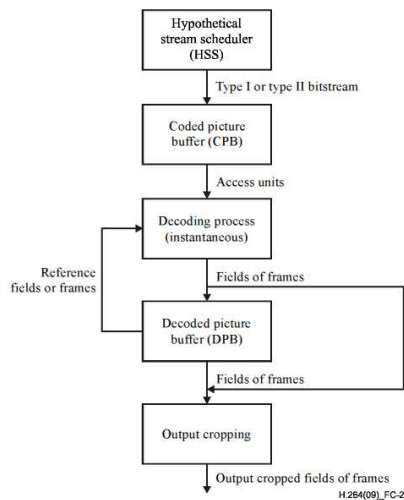 Hypothetical
stream scheduler
(HSS)
Type I or type II bitstream
Coded picture
buffer (CPB)
Access units
Decoding process
(instantaneous)
Reference
fields or frames
Fields of frames
Decoded picture
buffer (DPB)
Fields of frames
Output cropping
Output cropped fields of frames
H.264(09)_FC-2